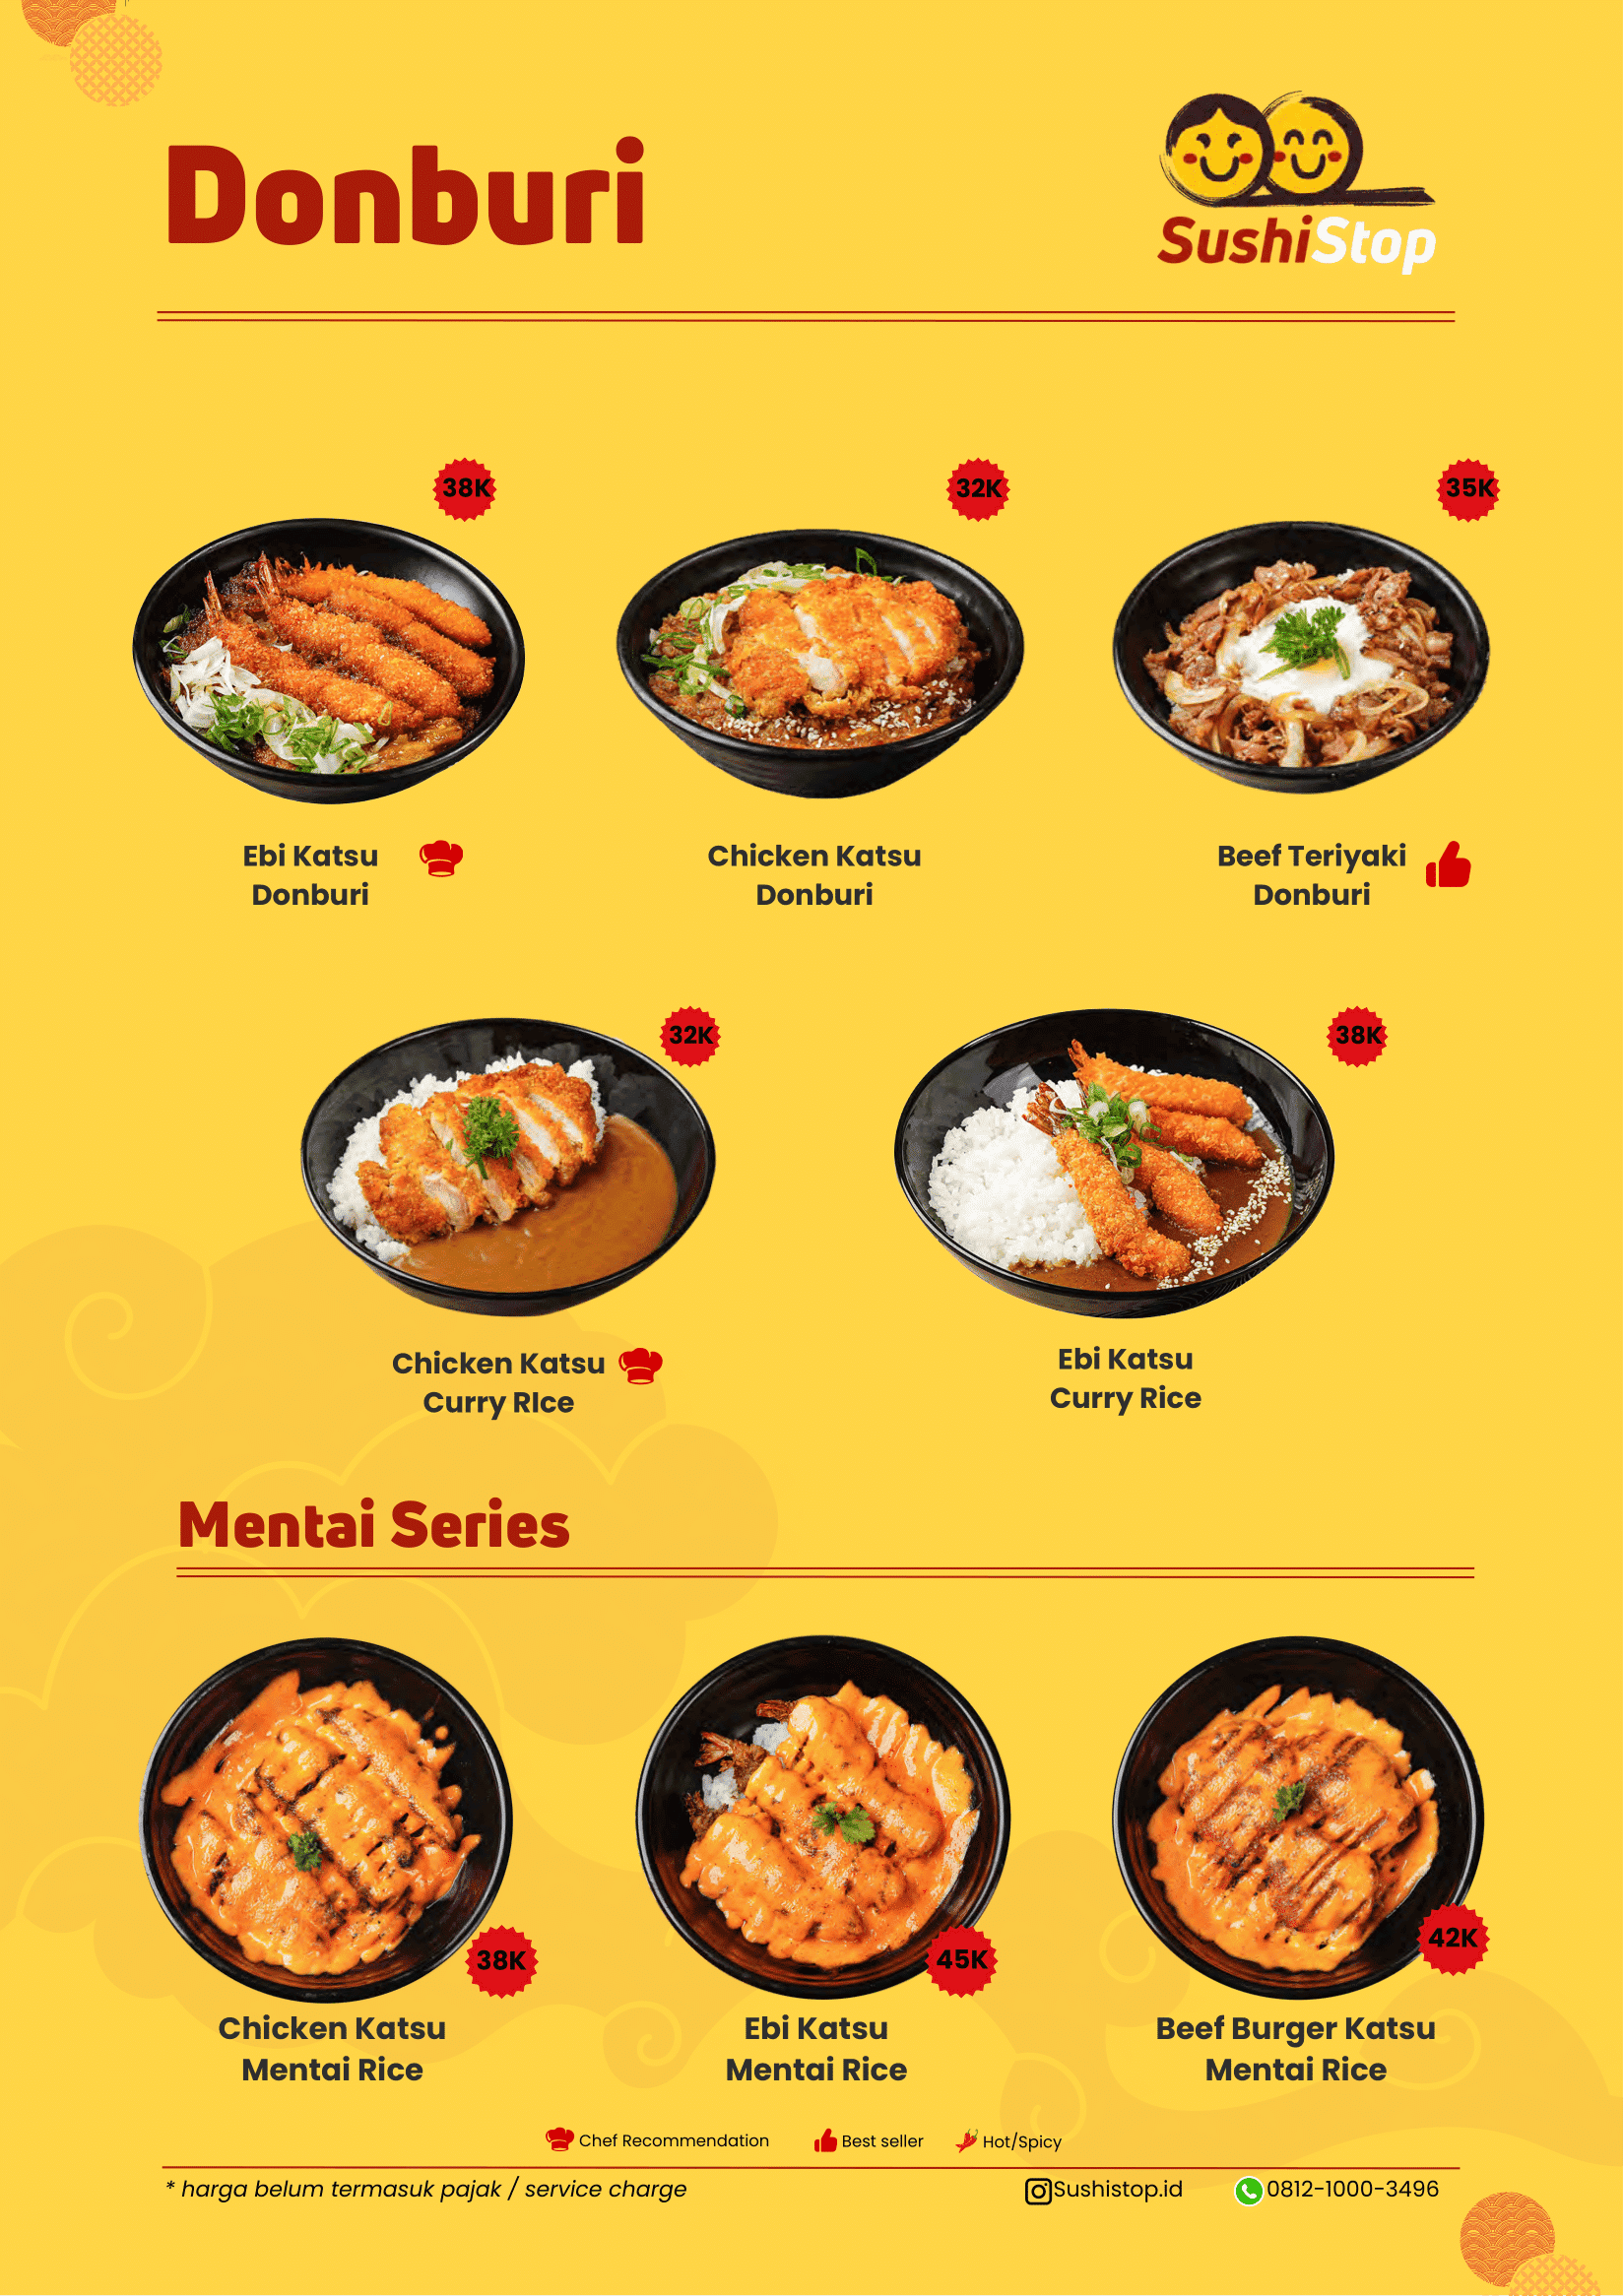 Donburi
SushiStop
38K
32K
35K
Ebi Katsu
Donburi
Chicken Katsu
Donburi
Beef Teriyaki
Donburi
32K
38K
Chicken Katsu
Curry RIce
Ebi Katsu
Curry Rice
Mentai Series
38K
45K
42K
Chicken Katsu
Mentai Rice
Ebi Katsu
Mentai Rice
Beef Burger Katsu
Mentai Rice
Chef Recommendation
Best seller
Hot/Spicy
* harga belum termasuk pajak / service charge
Sushistop.id
0812-1000-3496